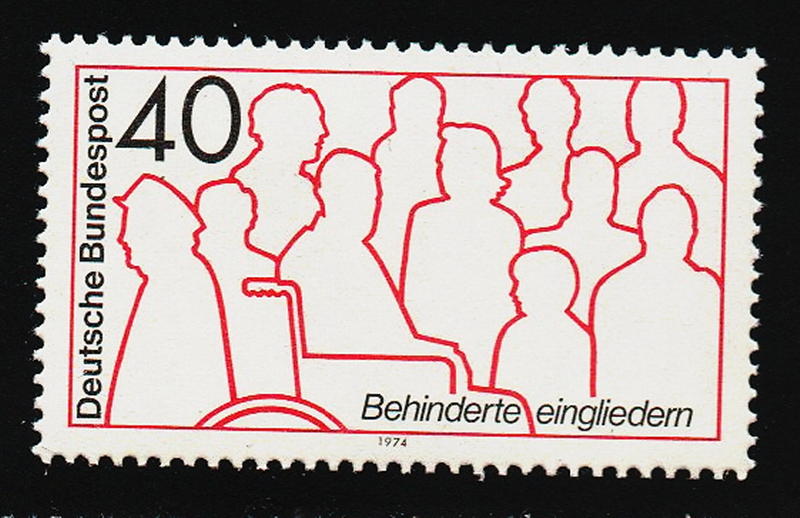 Deutsche Bundespost
40
Behinderte eingliedern
1974